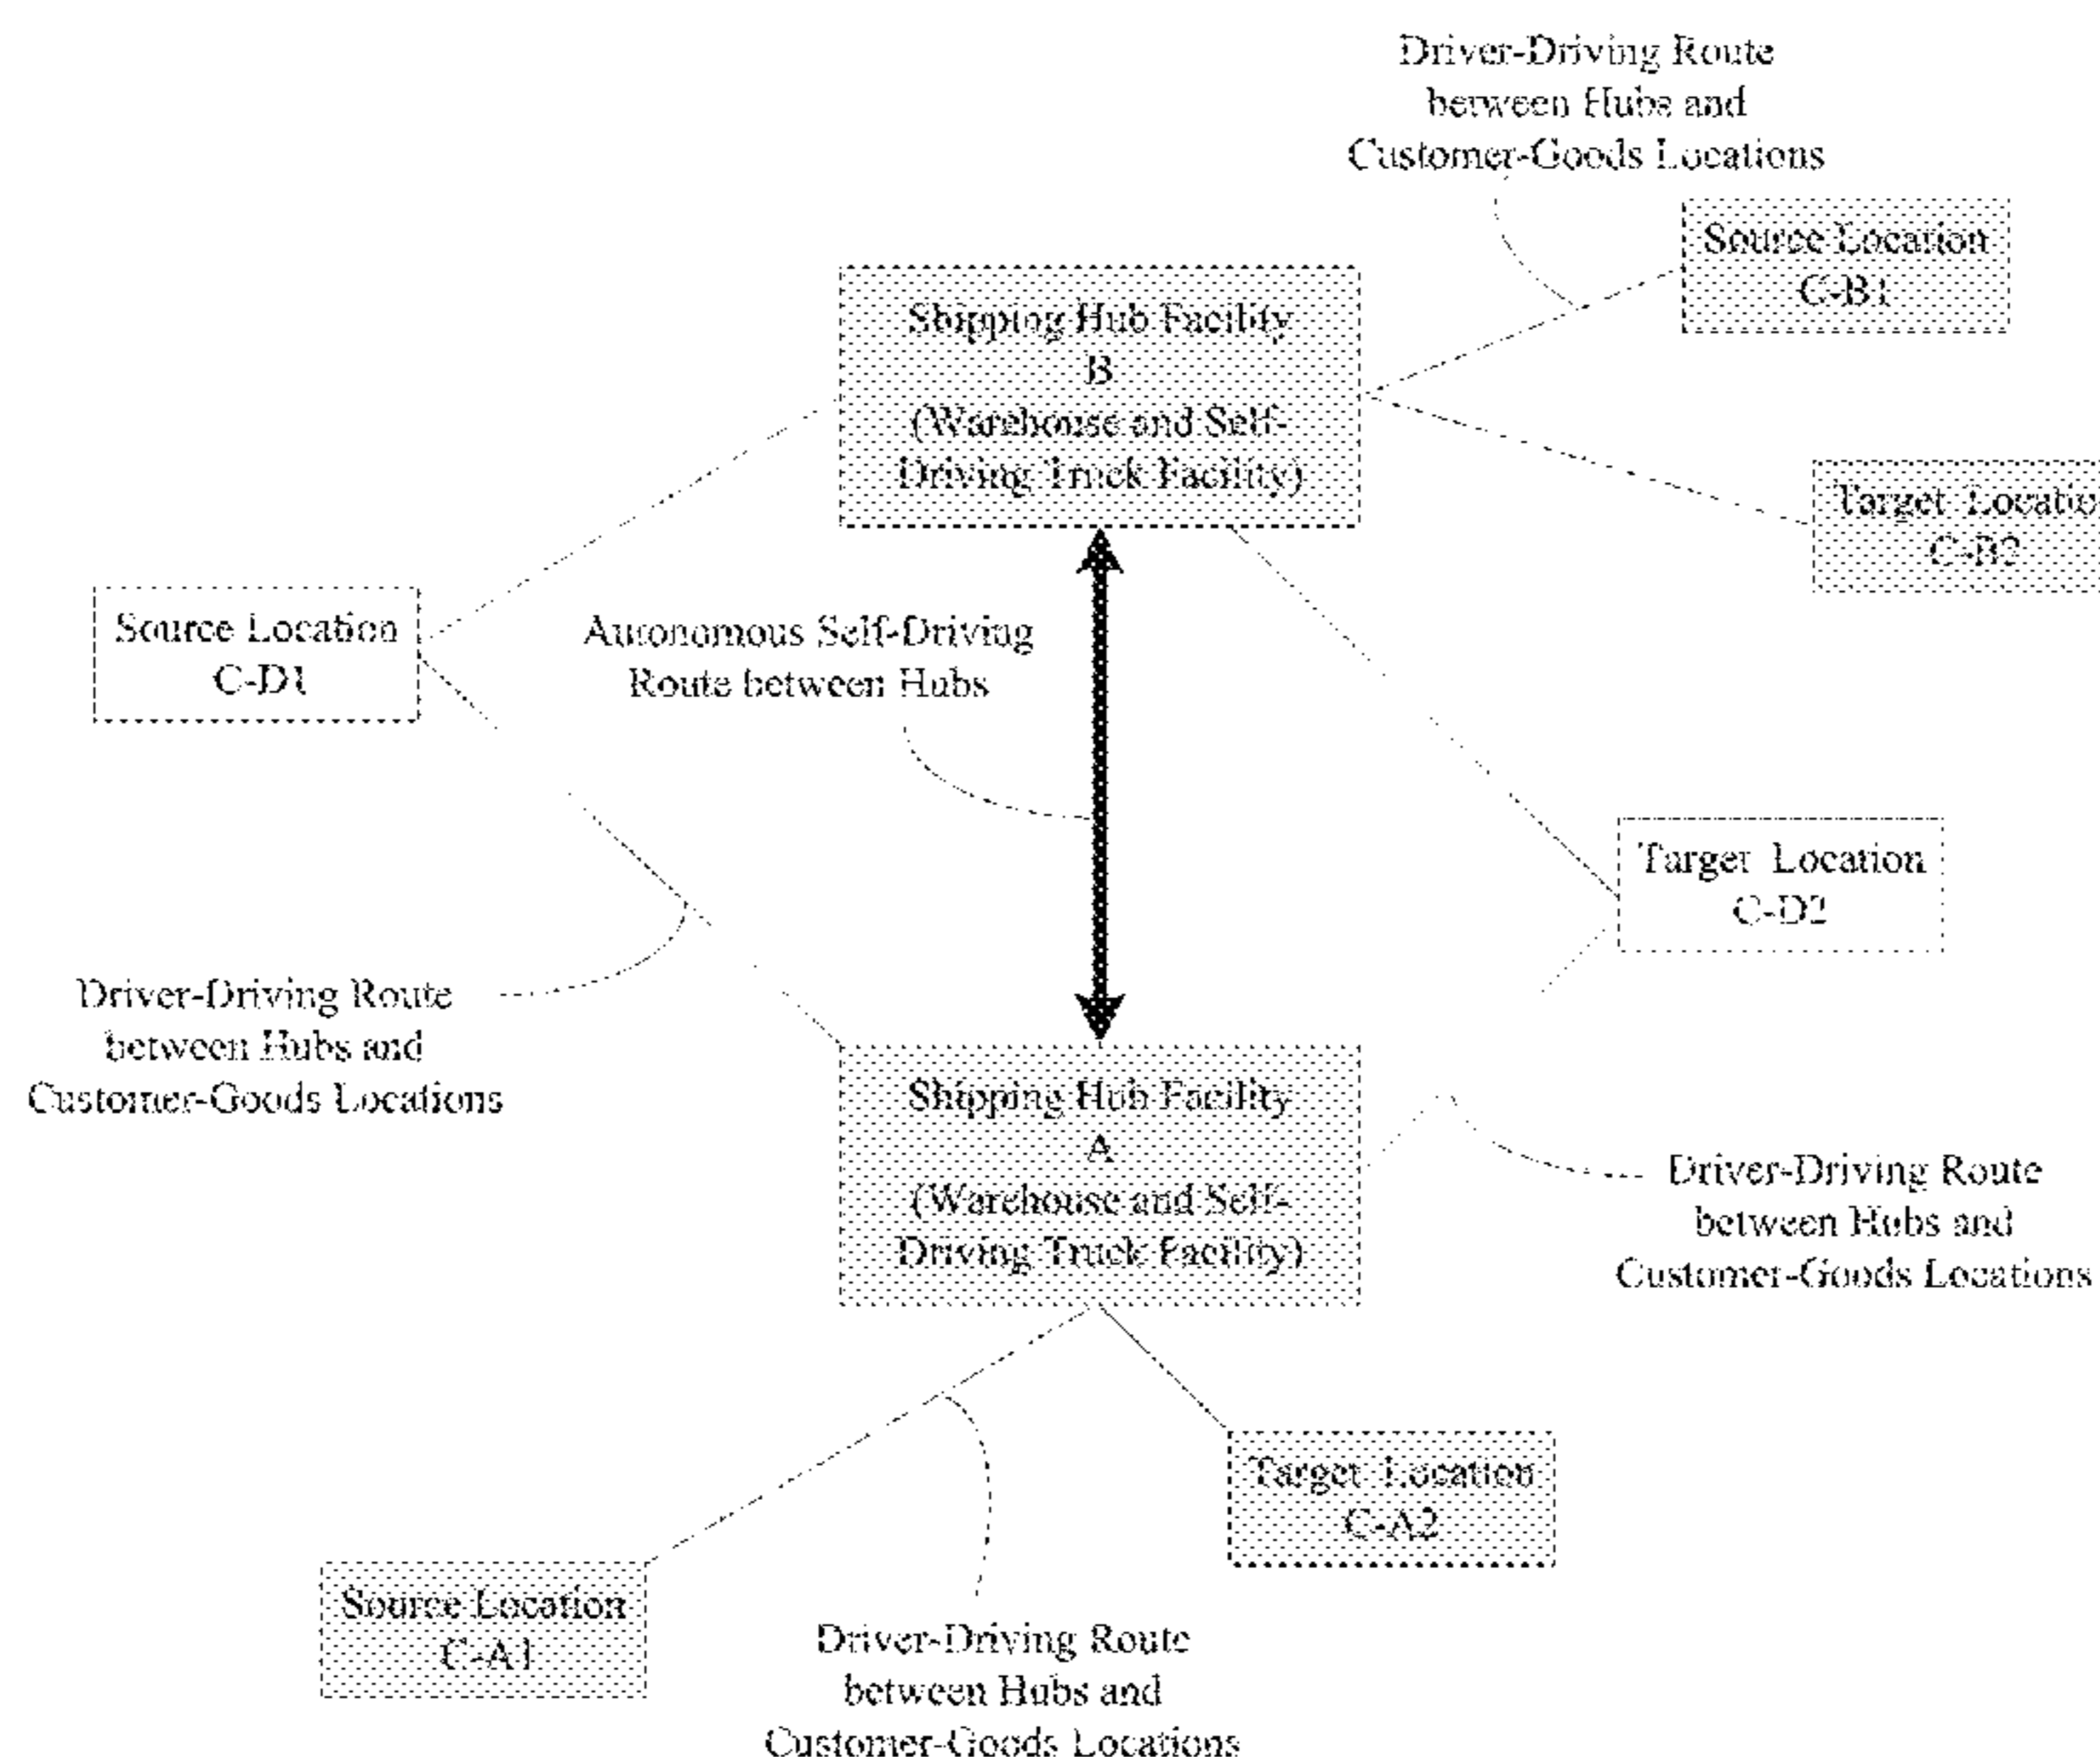 Driver-Driving Route
between Hubs and
Customer-Goods Locations
Source Location
C-B1
Shipping Hub Facility
B
(Warehouse and Self-
Driving Truck Facility)
Target Locatio
C-B2
Source Location
C-D1
Autonomous Self-Driving
Route between Hubs
Target Location
C-D2
Driver-Driving Route
between Hubs and
Customer-Goods Locations
Shipping Hub Facility
A
(Warehouse and Self-
Driving Truck Facility)
Driver-Driving Route
between Hubs and
Customer-Goods Locations
Target Location
C-A2
Source Location
C-A1
Driver-Driving Route
between Hubs and
Customer-Goods Locations